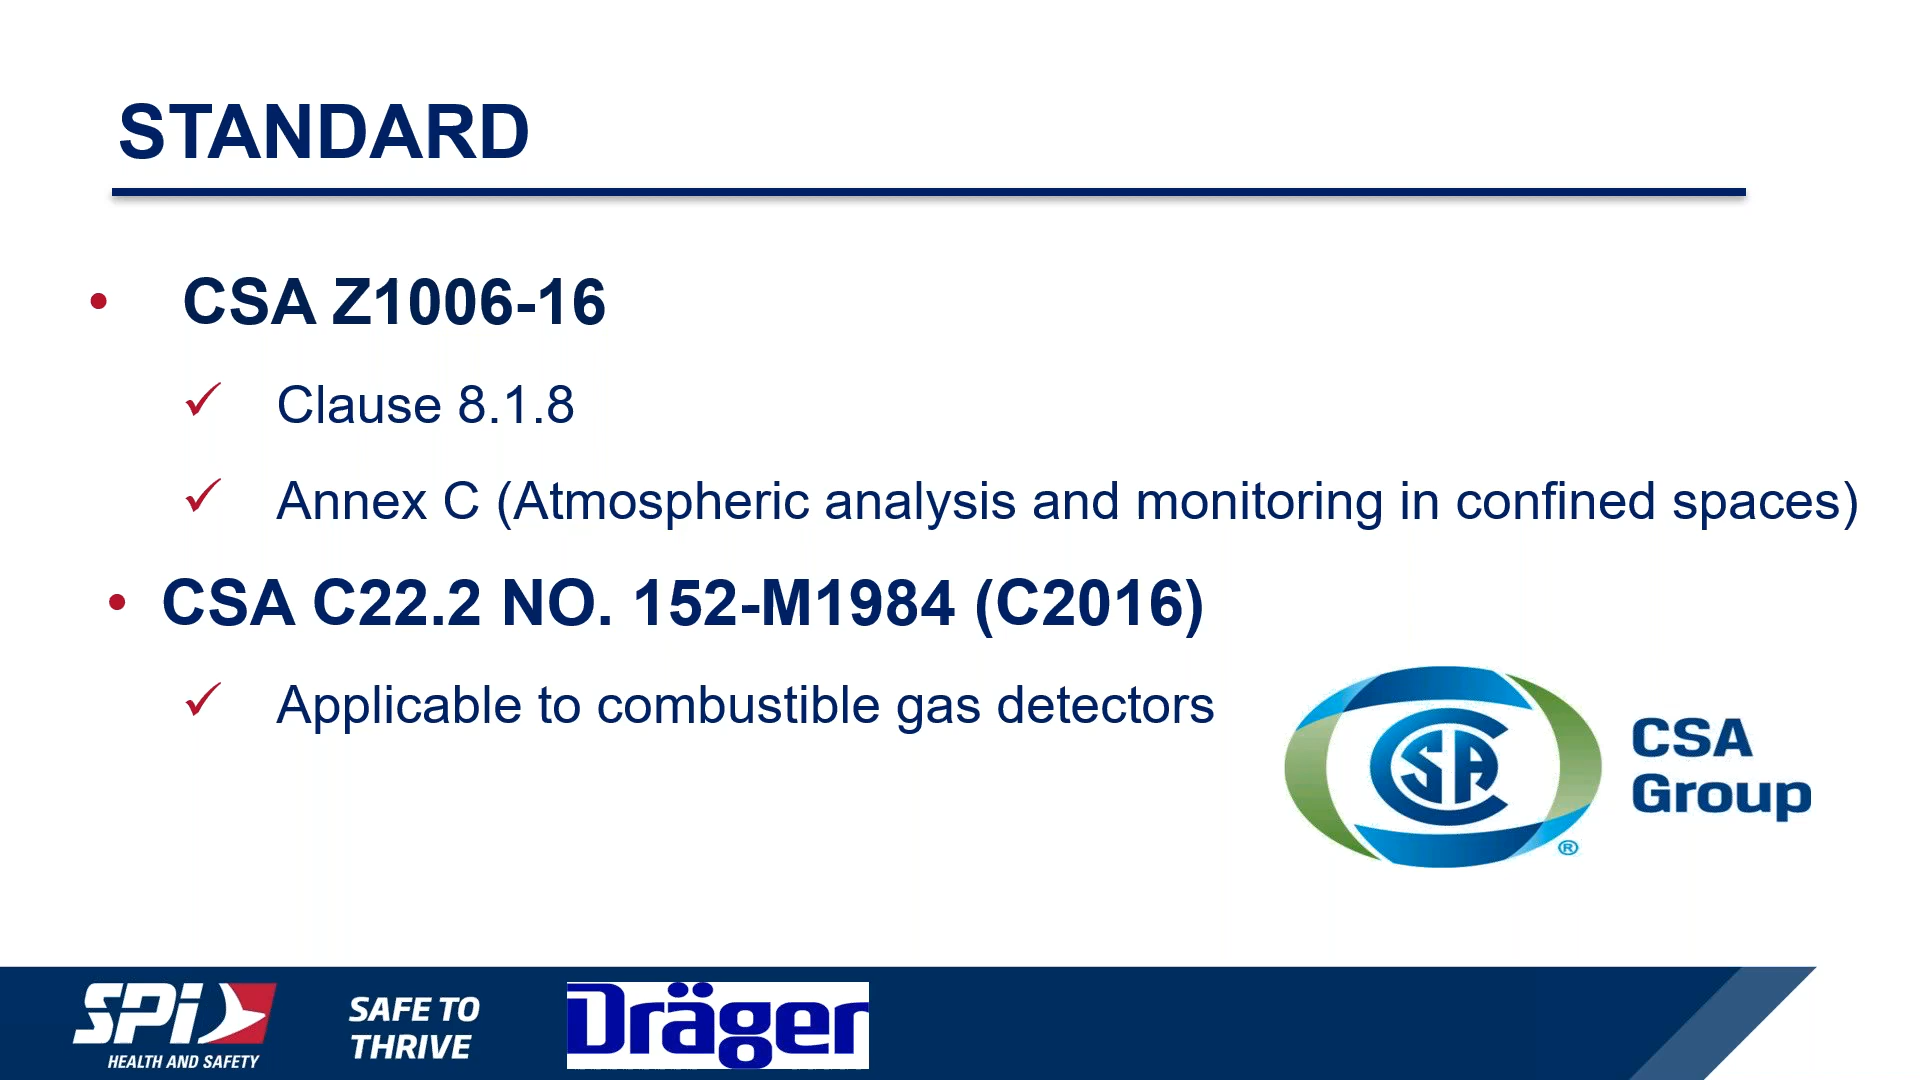 STANDARD
• CSA Z1006-16
✓ Clause 8.1.8
✓ Annex C (Atmospheric analysis and monitoring in confined spaces)
• CSA C22.2 NO. 152-M1984 (C2016)
✓ Applicable to combustible gas detectors
CSA
CSA
Group
®
SPi
HEALTH AND SAFETY
SAFE TO
THRIVE
Dräger